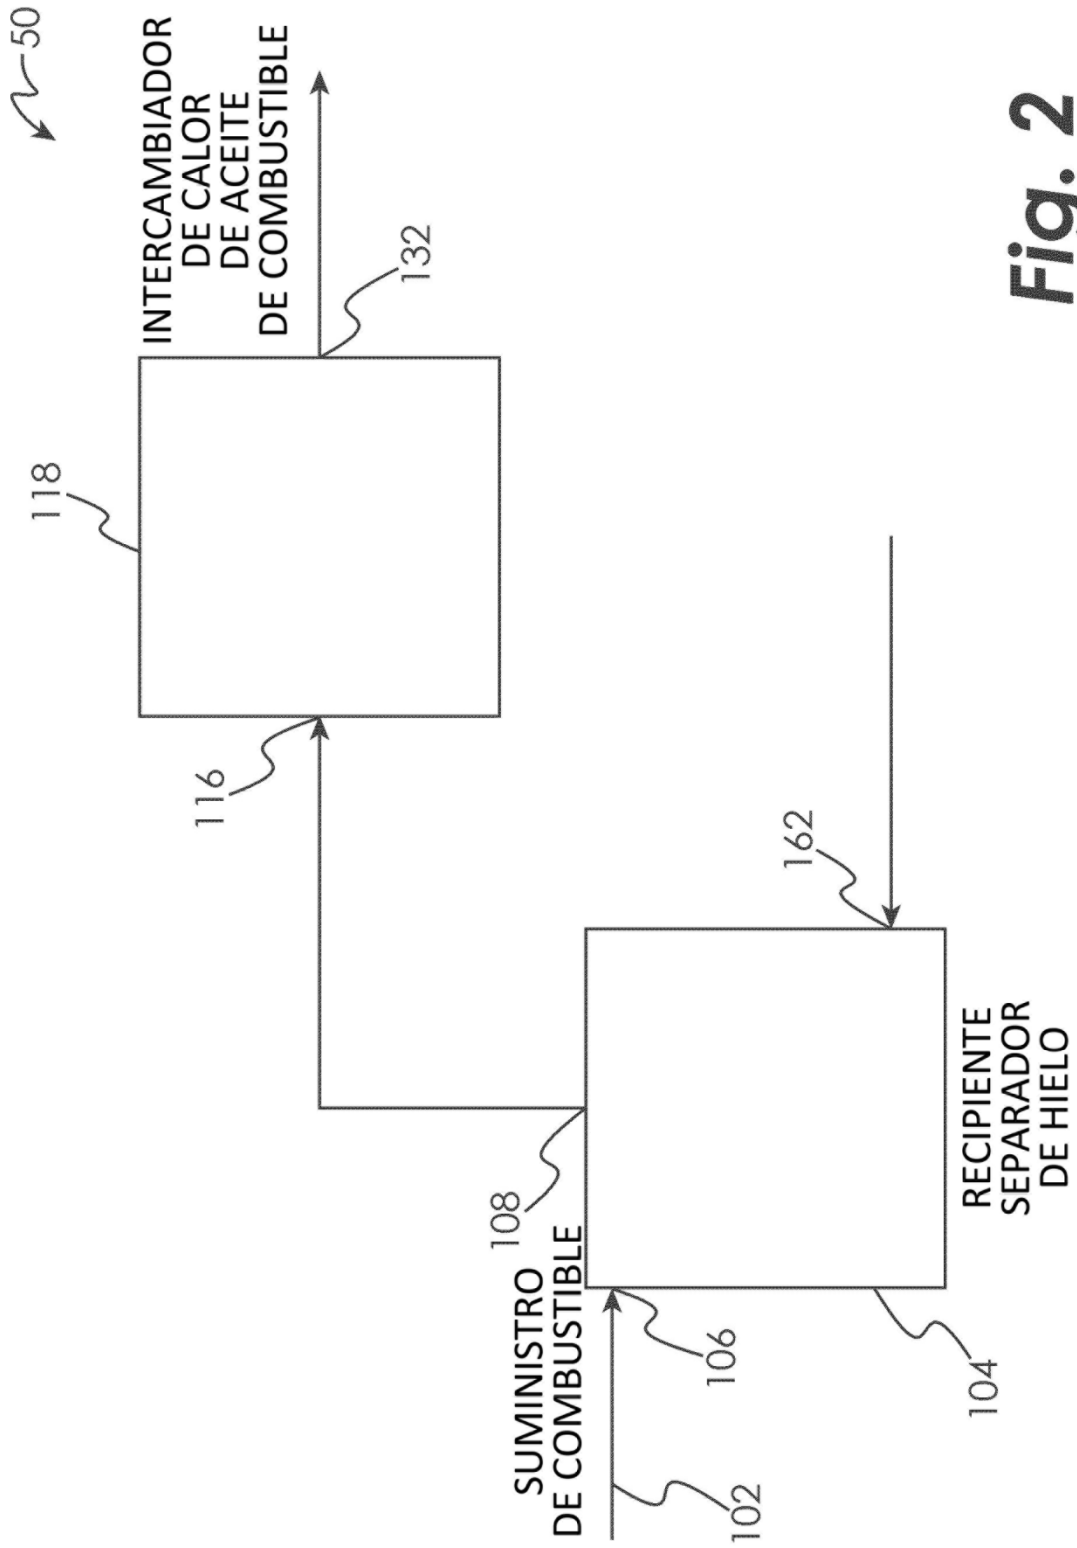 50
INTERCAMBIADOR
DE CALOR
DE ACEITE
DE COMBUSTIBLE
118
132
116
162
108
SUMINISTRO
DE COMBUSTIBLE
106
102
104
RECIPIENTE
SEPARADOR
DE HIELO
Fig. 2